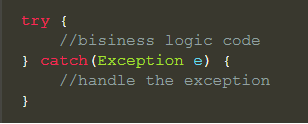 try {
    //bisiness logic code
} catch(Exception e) {
    //handle the exception
}